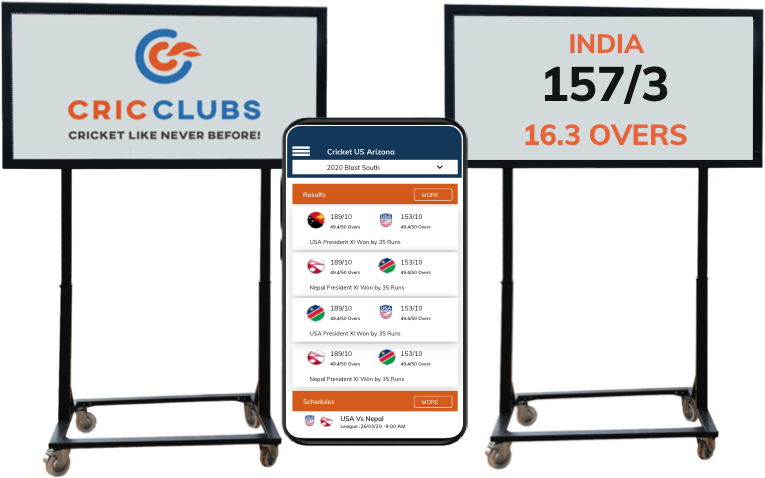 CRICCLUBS
CRICKET LIKE NEVER BEFORE!
INDIA
157/3
16.3 OVERS
Cricket US Arizona
2020 Blast South
Results
MORE
189/10
153/10
49.4/50 Overs
49.4/50 Overs
USA President XI Won by 35 Runs
189/10
153/10
49.4/50 Overs
49.4/50 Overs
Nepal President XI Won by 35 Runs
189/10
USA
153/10
49.4/50 Overs
49.4/50 Overs
USA President XI Won by 35 Runs
189/10
153/10
49.4/50 Overs
49.4/50 Overs
Nepal President XI Won by 35 Runs
Schedules
MORE
USA Vs Nepal
League :26/03/20 -9:00 AM